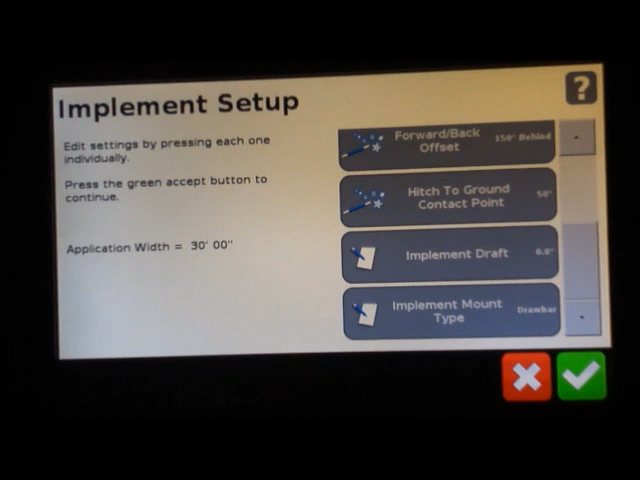 Implement Setup
?
Edit settings by pressing each one
individually.
Press the green accept button to
continue.
Application Width = 30' 00"
Forward/Back
Offset
150" Behind
Hitch To Ground
Contact Point
50"
Implement Draft
0.0"
Implement Mount
Type
Drawbar